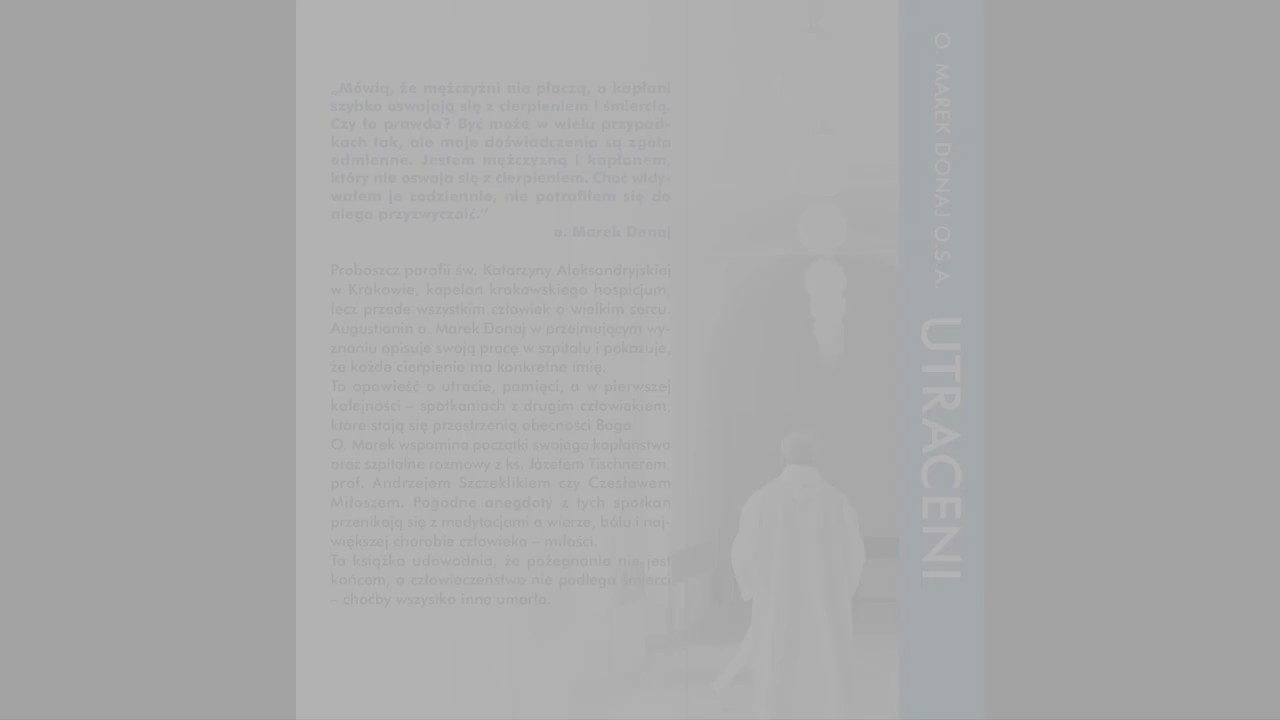 „Mówią, że mężczyźni nie płaczą, a kapłani
szybko oswajają się z cierpieniem i śmiercią.
Czy to prawda? Być może w wielu przypad-
kach tak, ale moje doświadczenia są zgoła
odmienne. Jestem mężczyzną i kapłanem,
który nie oswaja się z cierpieniem. Choć widy-
wałem je codziennie, nie potrafiłem się do
niego przyzwyczaić.”
o. Marek Donaj
Proboszcz parafii św. Katarzyny Aleksandryjskiej
w Krakowie, kapelan krakowskiego hospicjum,
lecz przede wszystkim człowiek o wielkim sercu.
Augustianin o. Marek Donaj w przejmującym wy-
znaniu opisuje swoją pracę w szpitalu i pokazuje,
że każde cierpienie ma konkretne imię.
To opowieść o utracie, pamięci, a w pierwszej
kolejności – spotkaniach z drugim człowiekiem,
które stają się przestrzenią obecności Boga.
O. Marek wspomina początki swojego kapłaństwa
oraz szpitalne rozmowy z ks. Józefem Tischnerem,
prof. Andrzejem Szczeklikiem czy Czesławem
Miłoszem. Pogodne anegdoty z tych spotkań
przenikają się z medytacjami o wierze, bólu i naj-
większej chorobie człowieka – miłości.
Ta książka udowadnia, że pożegnanie nie jest
końcem, a człowieczeństwo nie podlega śmierci
– choćby wszystko inne umarło.
O. MAREK DONAJ O.S.A. UTRACENI